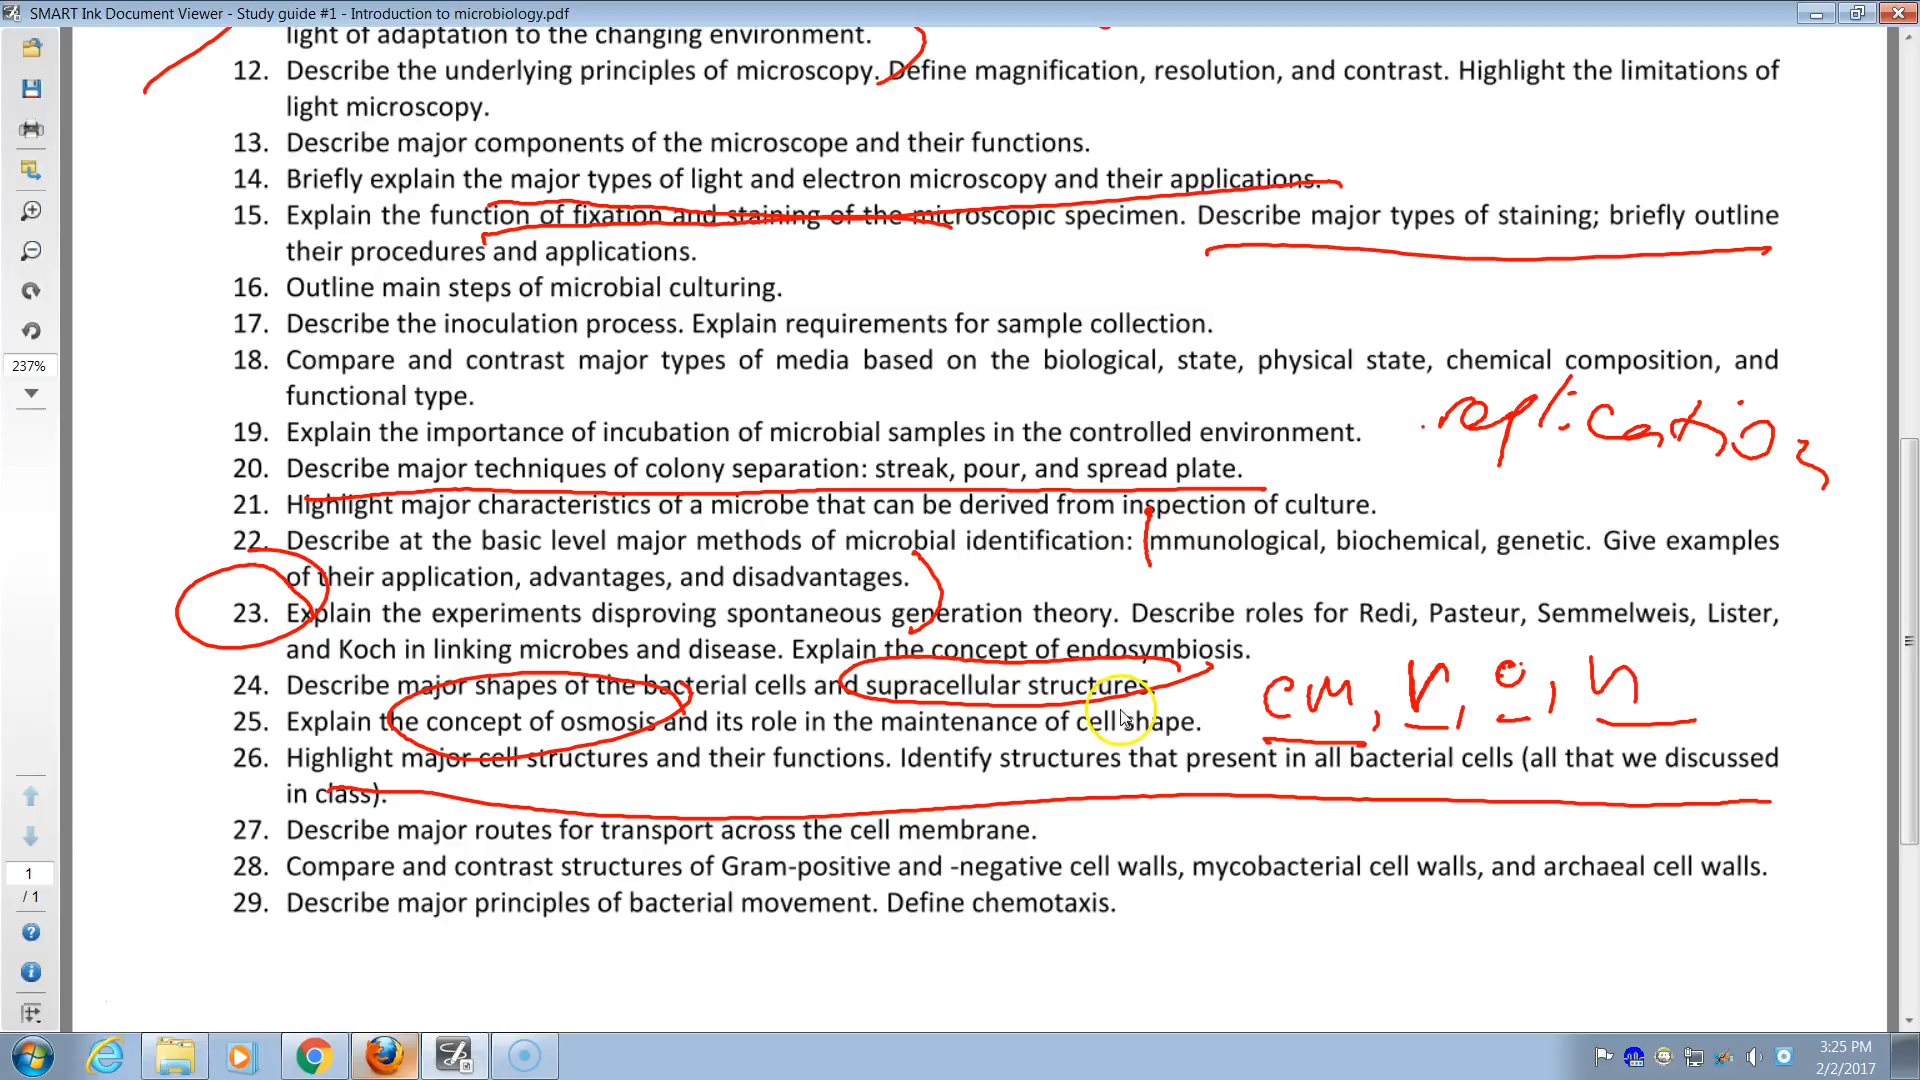 SMART Ink Document Viewer - Study guide #1 - Introduction to microbiology.pdf
light of adaptation to the changing environment.
12. Describe the underlying principles of microscopy. Define magnification, resolution, and contrast. Highlight the limitations of
light microscopy.
13. Describe major components of the microscope and their functions.
14. Briefly explain the major types of light and electron microscopy and their applications.
15. Explain the function of fixation and staining of the microscopic specimen. Describe major types of staining; briefly outline
their procedures and applications.
16. Outline main steps of microbial culturing.
17. Describe the inoculation process. Explain requirements for sample collection.
18. Compare and contrast major types of media based on the biological, state, physical state, chemical composition, and
functional type.
replication
19. Explain the importance of incubation of microbial samples in the controlled environment.
20. Describe major techniques of colony separation: streak, pour, and spread plate.
21. Highlight major characteristics of a microbe that can be derived from inspection of culture.
22. Describe at the basic level major methods of microbial identification: immunological, biochemical, genetic. Give examples
of their application, advantages, and disadvantages.
23. Explain the experiments disproving spontaneous generation theory. Describe roles for Redi, Pasteur, Semmelweis, Lister,
and Koch in linking microbes and disease. Explain the concept of endosymbiosis.
24. Describe major shapes of the bacterial cells and supracellular structures.
cm, r, c, n
25. Explain the concept of osmosis and its role in the maintenance of cell shape.
26. Highlight major cell structures and their functions. Identify structures that present in all bacterial cells (all that we discussed
in class).
27. Describe major routes for transport across the cell membrane.
28. Compare and contrast structures of Gram-positive and -negative cell walls, mycobacterial cell walls, and archaeal cell walls.
29. Describe major principles of bacterial movement. Define chemotaxis.
237%
1
/ 1
3:25 PM
2/2/2017